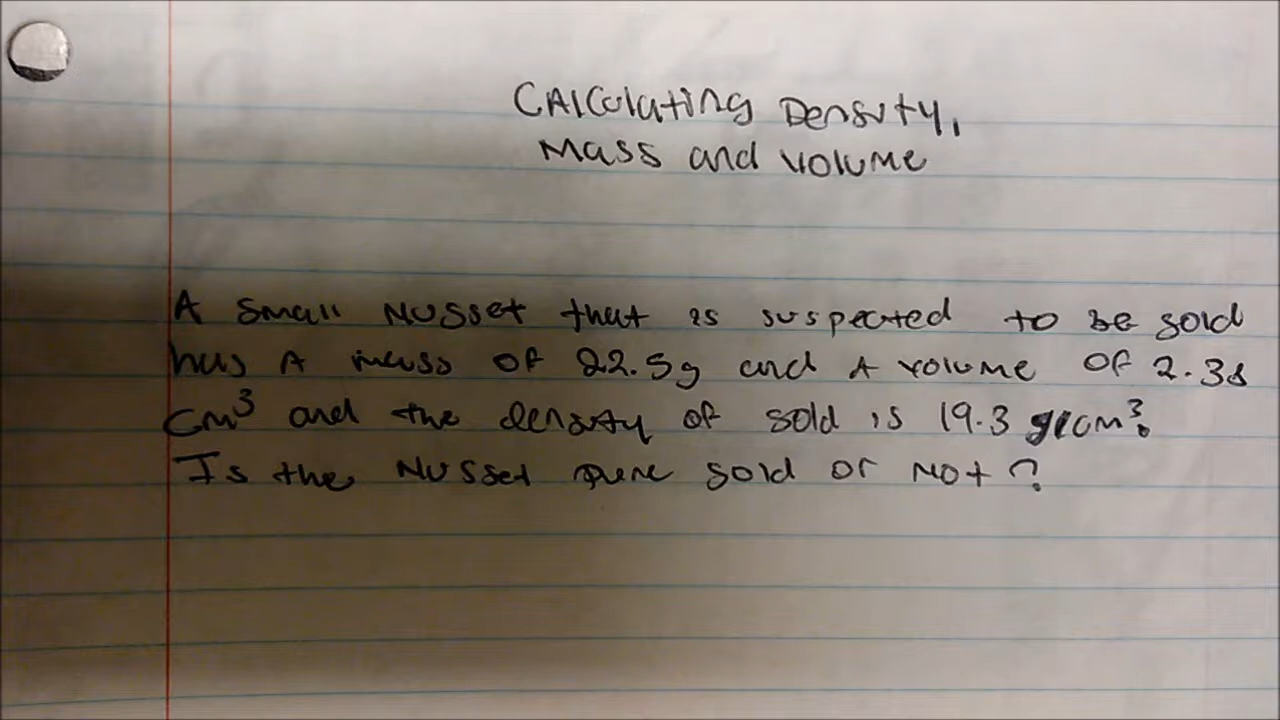 CALCulating Density,
Mass and volume
A small Nugget that is suspected to be gold
has A mass of 22.5g and A volume of 2.38
cm³ and the density of gold is 19.3 g/cm³.
Is the Nugget pure gold or Not?